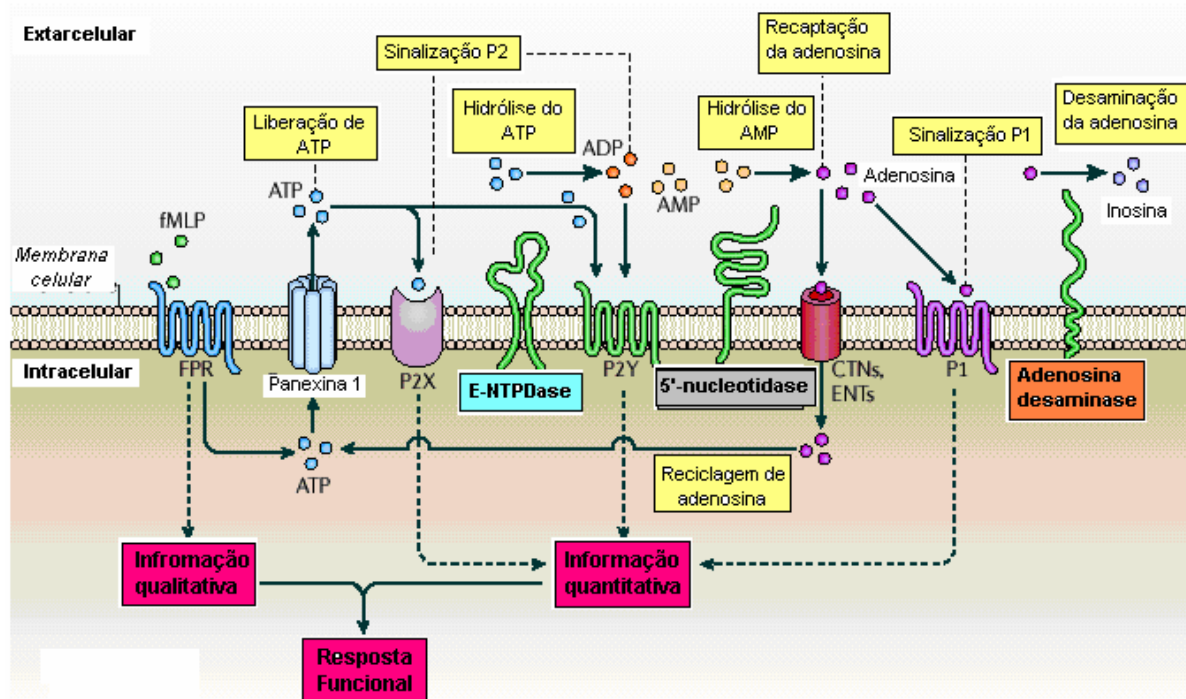 Extarcelular
Sinalização P2
Recaptação
da adenosina
Liberação de
ATP
Hidrólise do
ATP
Hidrólise do
AMP
Desaminação
da adenosina
Sinalização P1
ADP
ATP
AMP
Adenosina
Inosina
fMLP
Membrana
celular
Intracelular
FPR
Panexina 1
P2X
E-NTPDase
P2Y
5'-nucleotidase
CTNs,
ENTs
P1
Adenosina
desaminase
ATP
Reciclagem de
adenosina
Infromação
qualitativa
Informação
quantitativa
Resposta
Funcional